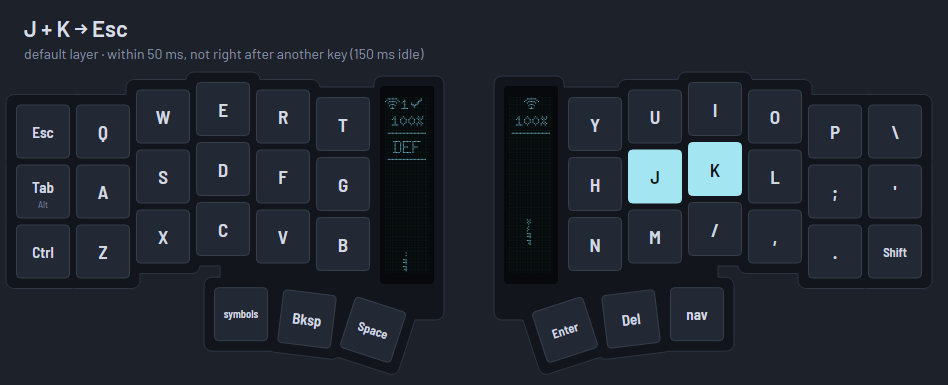 J + K → Esc
default layer · within 50 ms, not right after another key (150 ms idle)
Esc Q W E R T
Tab Alt A S D F G
Ctrl Z X C V B
symbols Bksp Space
1✓
100%
DEF
100%
Y U I O P \
H J K L ; '
N M / , . Shift
Enter Del nav